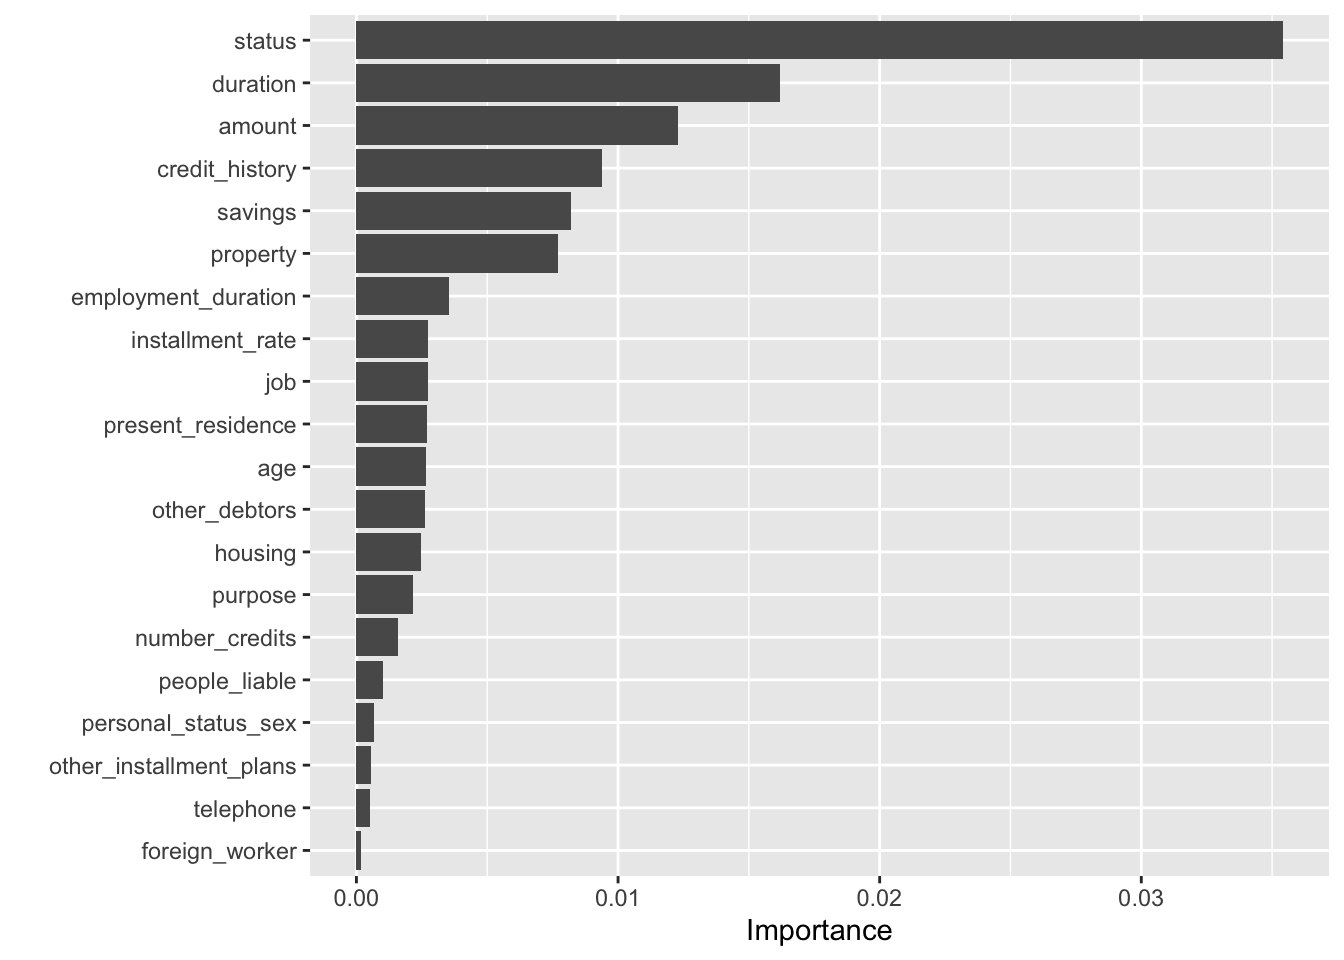 status
duration
amount
credit_history
savings
property
employment_duration
installment_rate
job
present_residence
age
other_debtors
housing
purpose
number_credits
people_liable
personal_status_sex
other_installment_plans
telephone
foreign_worker
0.00 0.01 0.02 0.03
Importance